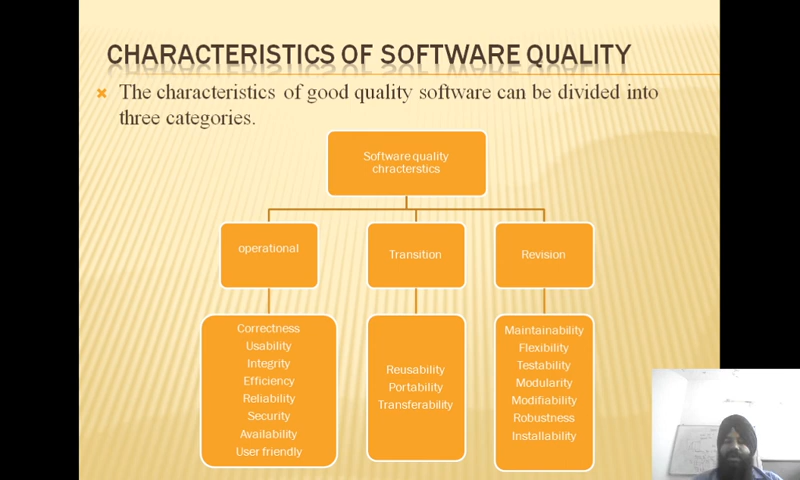 CHARACTERISTICS OF SOFTWARE QUALITY
The characteristics of good quality software can be divided into
three categories.
Software quality
chracterstics
operational
Transition
Revision
Correctness
Usability
Integrity
Efficiency
Reliability
Security
Availability
User friendly
Reusability
Portability
Transferability
Maintainability
Flexibility
Testability
Modularity
Modifiability
Robustness
Installability